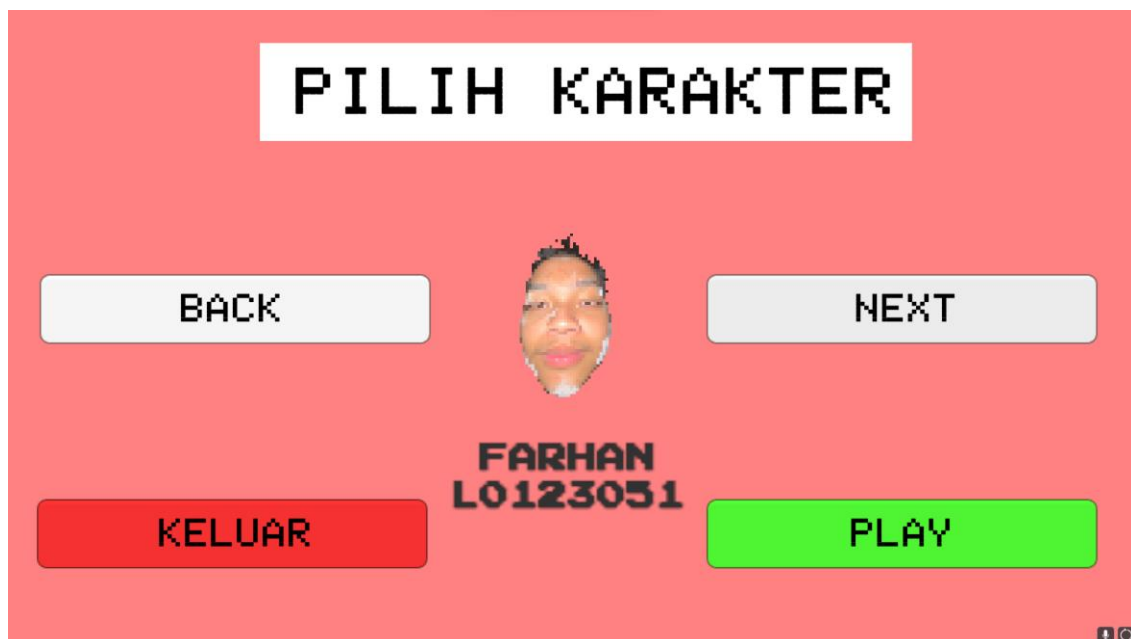 PILIH KARAKTER
BACK
NEXT
FARHAN
L0123051
KELUAR
PLAY